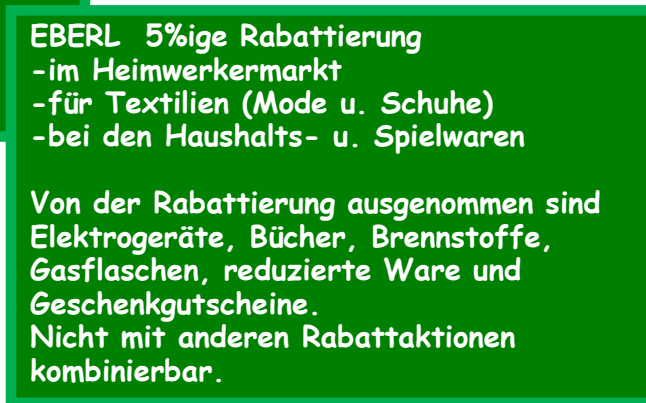 EBERL  5%ige Rabattierung
-im Heimwerkermarkt
-für Textilien (Mode u. Schuhe)
-bei den Haushalts- u. Spielwaren
Von der Rabattierung ausgenommen sind
Elektrogeräte, Bücher, Brennstoffe,
Gasflaschen, reduzierte Ware und
Geschenkgutscheine.
Nicht mit anderen Rabattaktionen
kombinierbar.